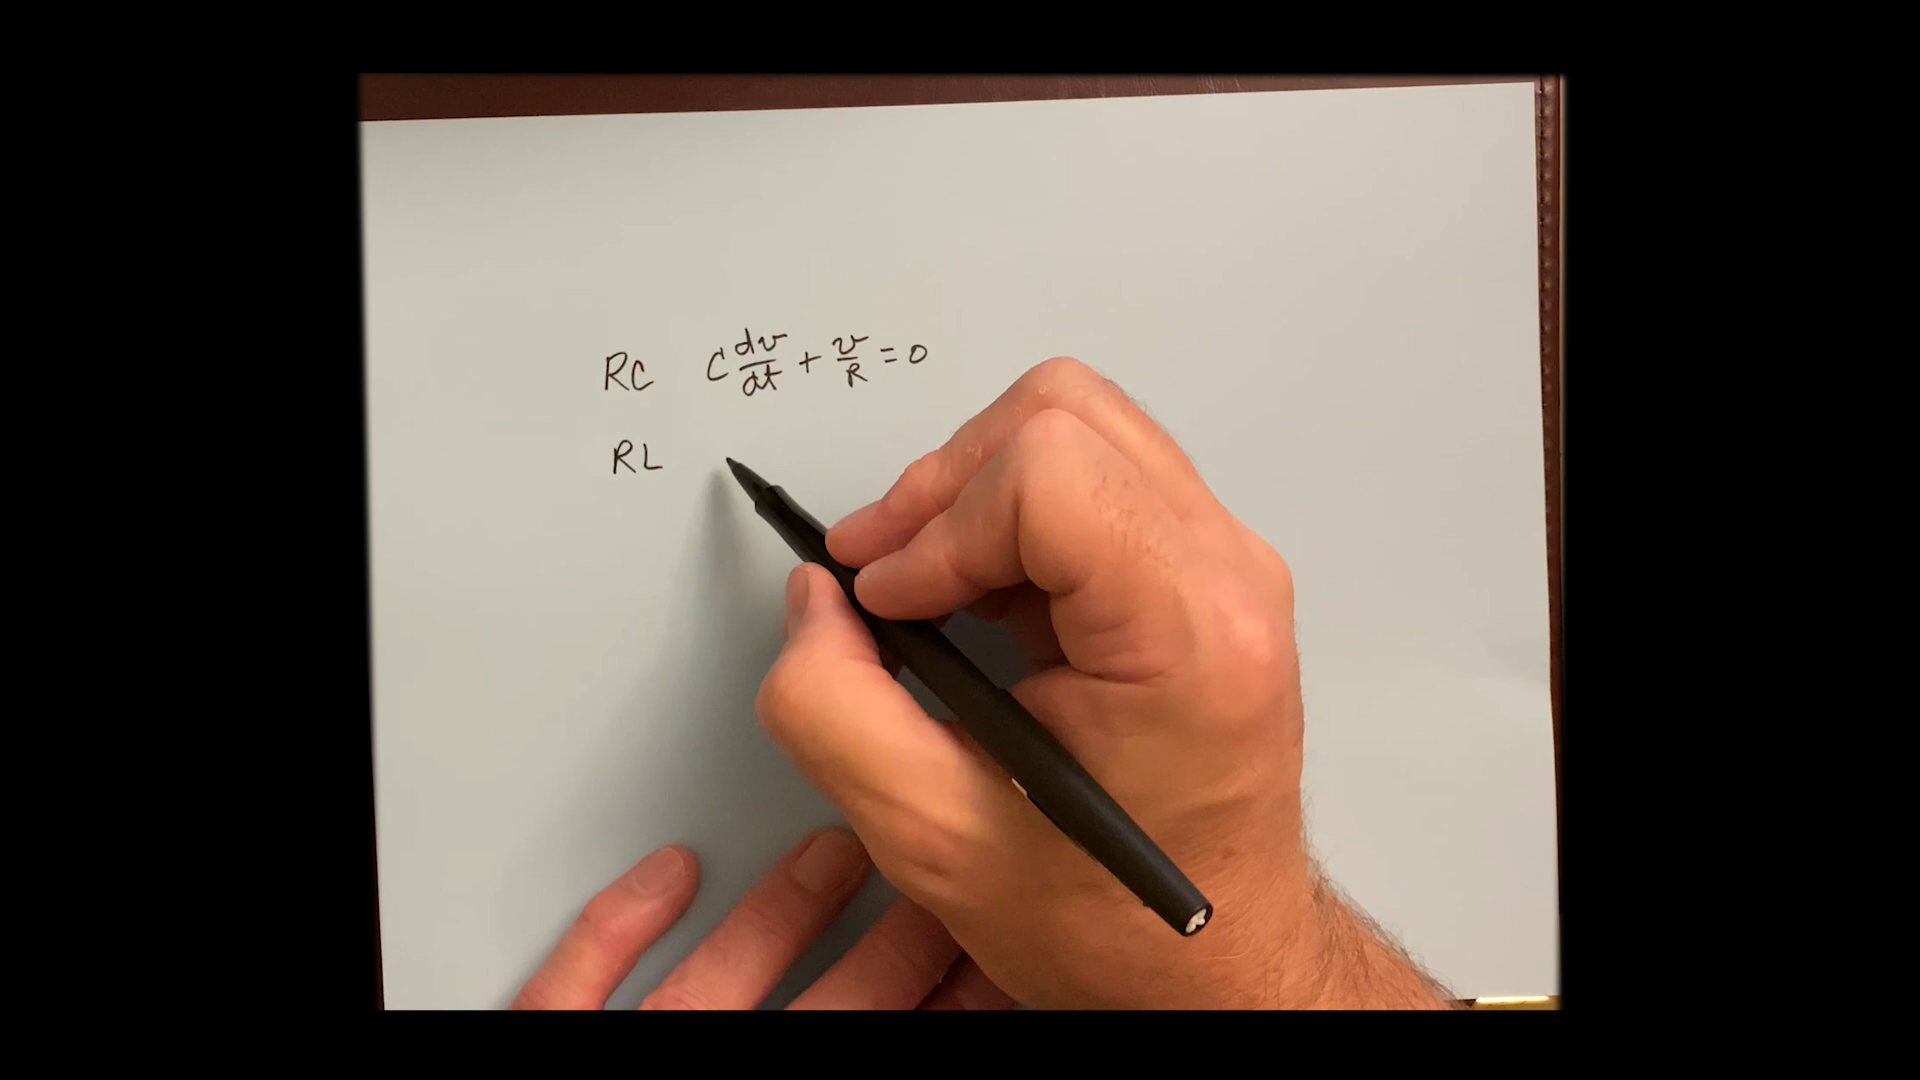 RC C dv/dt + v/R = 0
RL